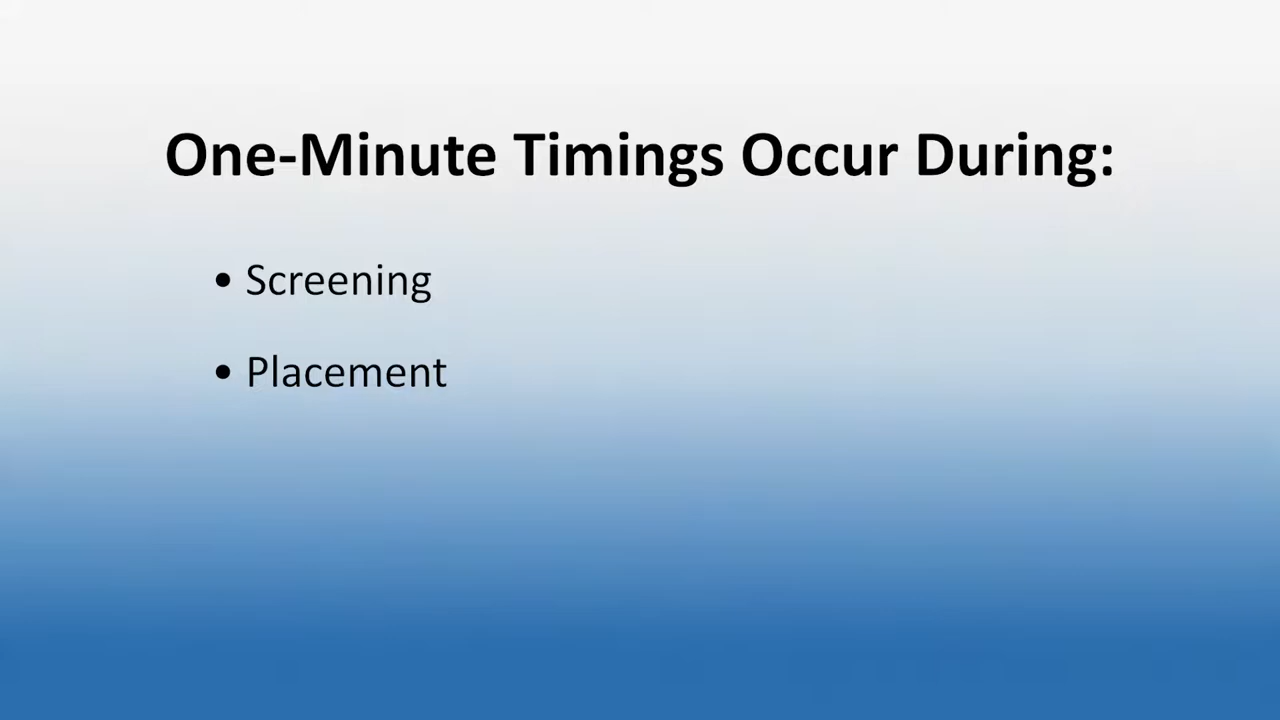 One-Minute Timings Occur During:
• Screening
• Placement